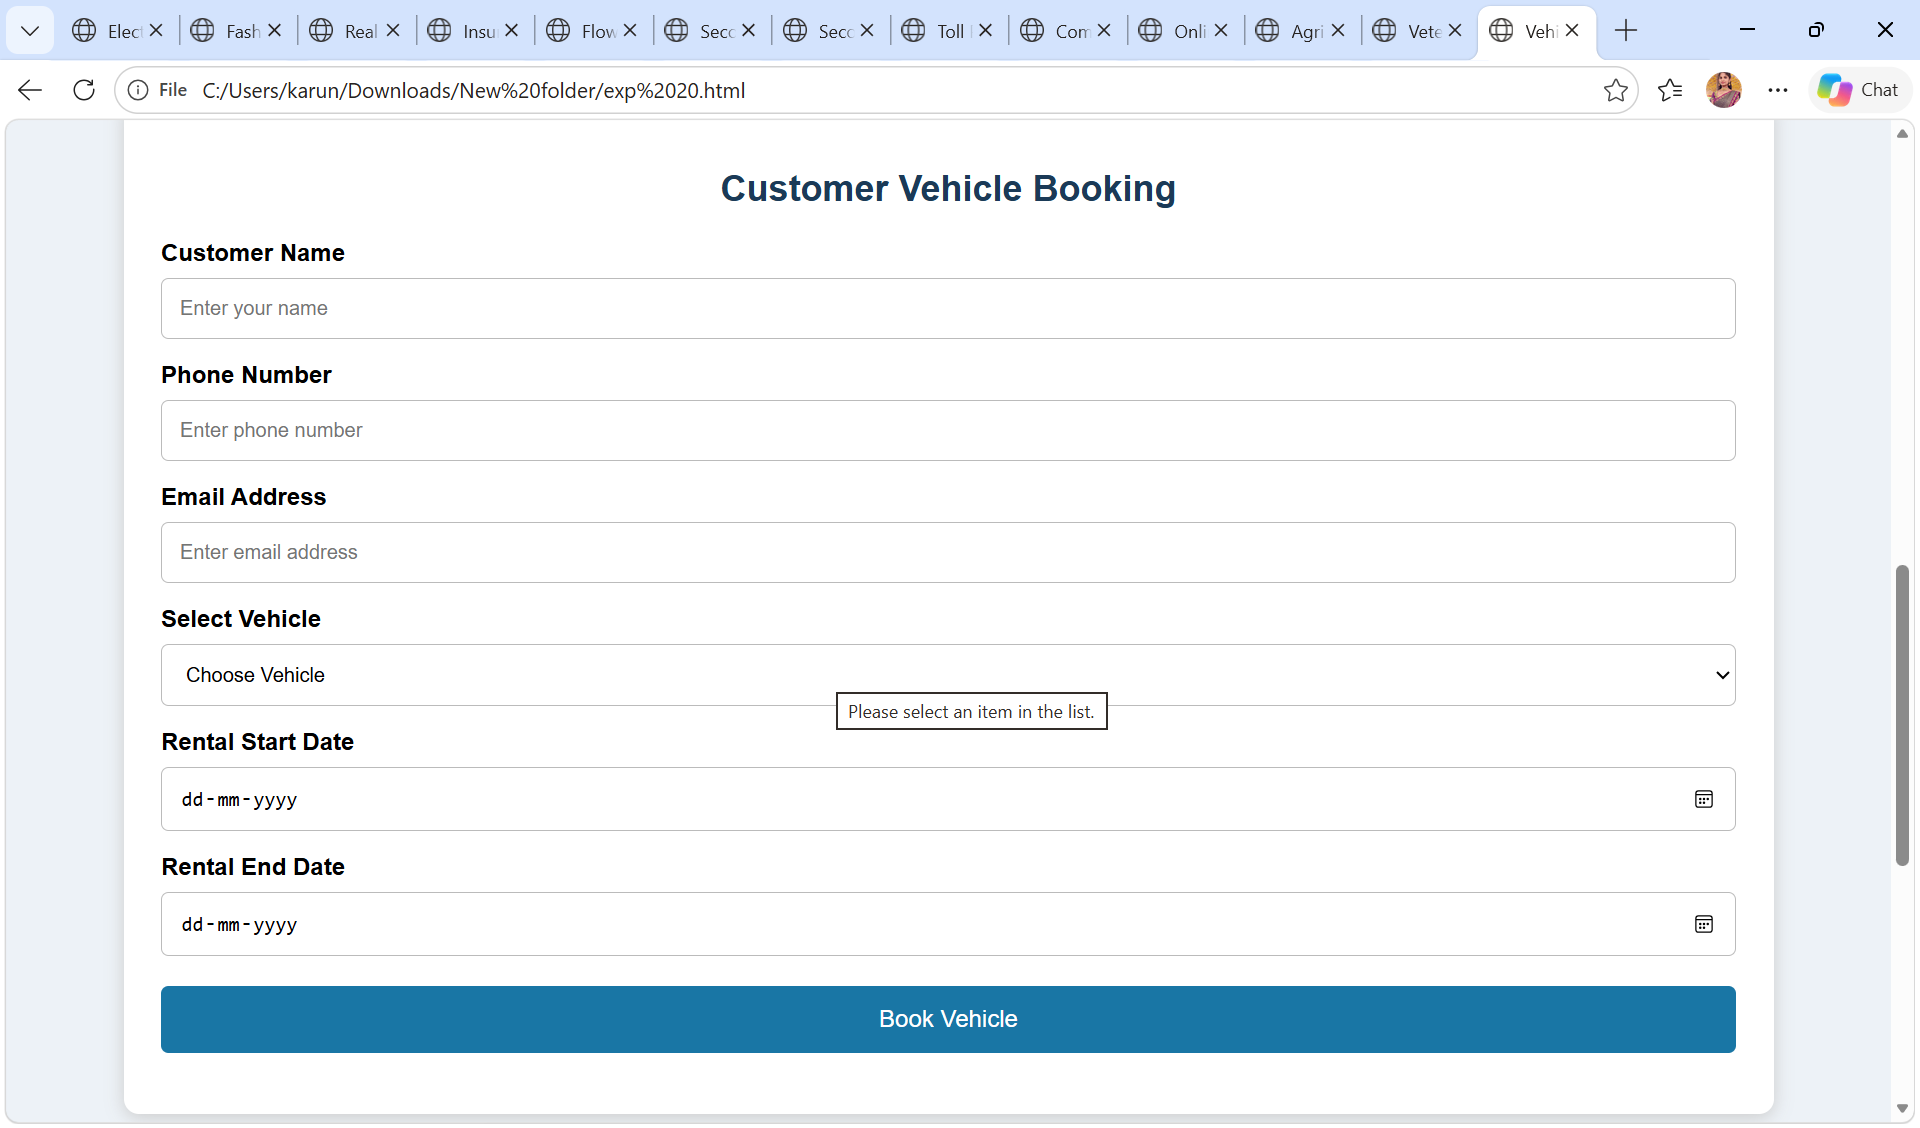 Elec
Fash
Real
Insu
Flow
Secc
Secc
Toll
Com
Onli
Agri
Vete
Vehi
File C:/Users/karun/Downloads/New%20folder/exp%2020.html
Chat
Customer Vehicle Booking
Customer Name
Enter your name
Phone Number
Enter phone number
Email Address
Enter email address
Select Vehicle
Choose Vehicle
Please select an item in the list.
Rental Start Date
dd-mm-yyyy
Rental End Date
dd-mm-yyyy
Book Vehicle